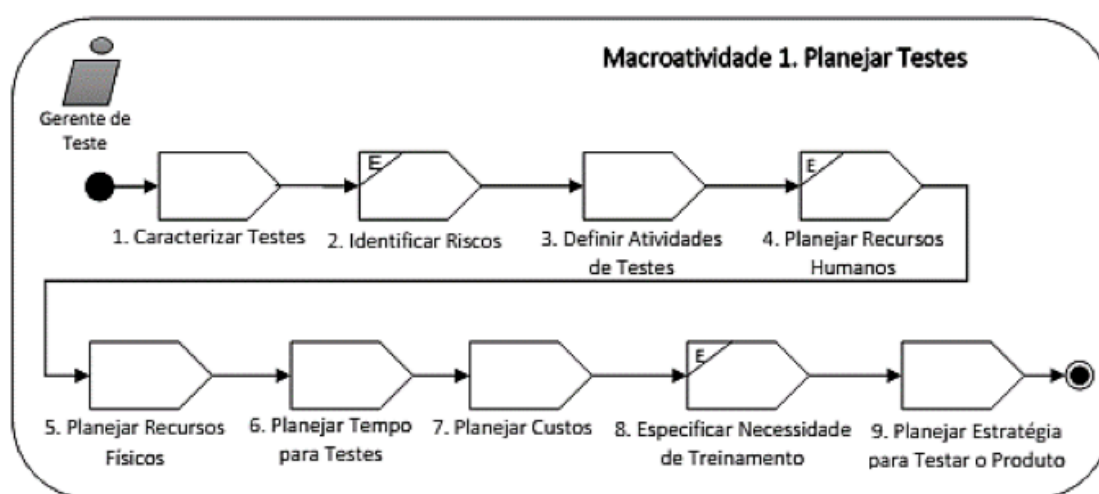 Macroatividade 1. Planejar Testes
Gerente de
Teste
E
E
1. Caracterizar Testes
2. Identificar Riscos
3. Definir Atividades
de Testes
4. Planejar Recursos
Humanos
E
5. Planejar Recursos
Físicos
6. Planejar Tempo
para Testes
7. Planejar Custos
8. Especificar Necessidade
de Treinamento
9. Planejar Estratégia
para Testar o Produto